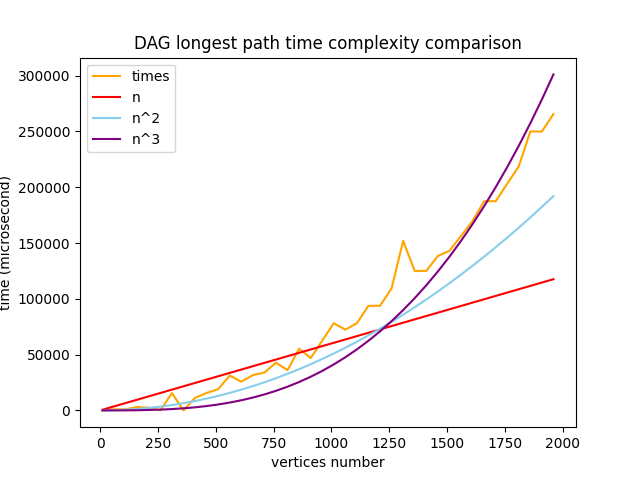 DAG longest path time complexity comparison
times
n
n^2
n^3
300000
250000
200000
150000
100000
50000
0
time (microsecond)
0 250 500 750 1000 1250 1500 1750 2000
vertices number